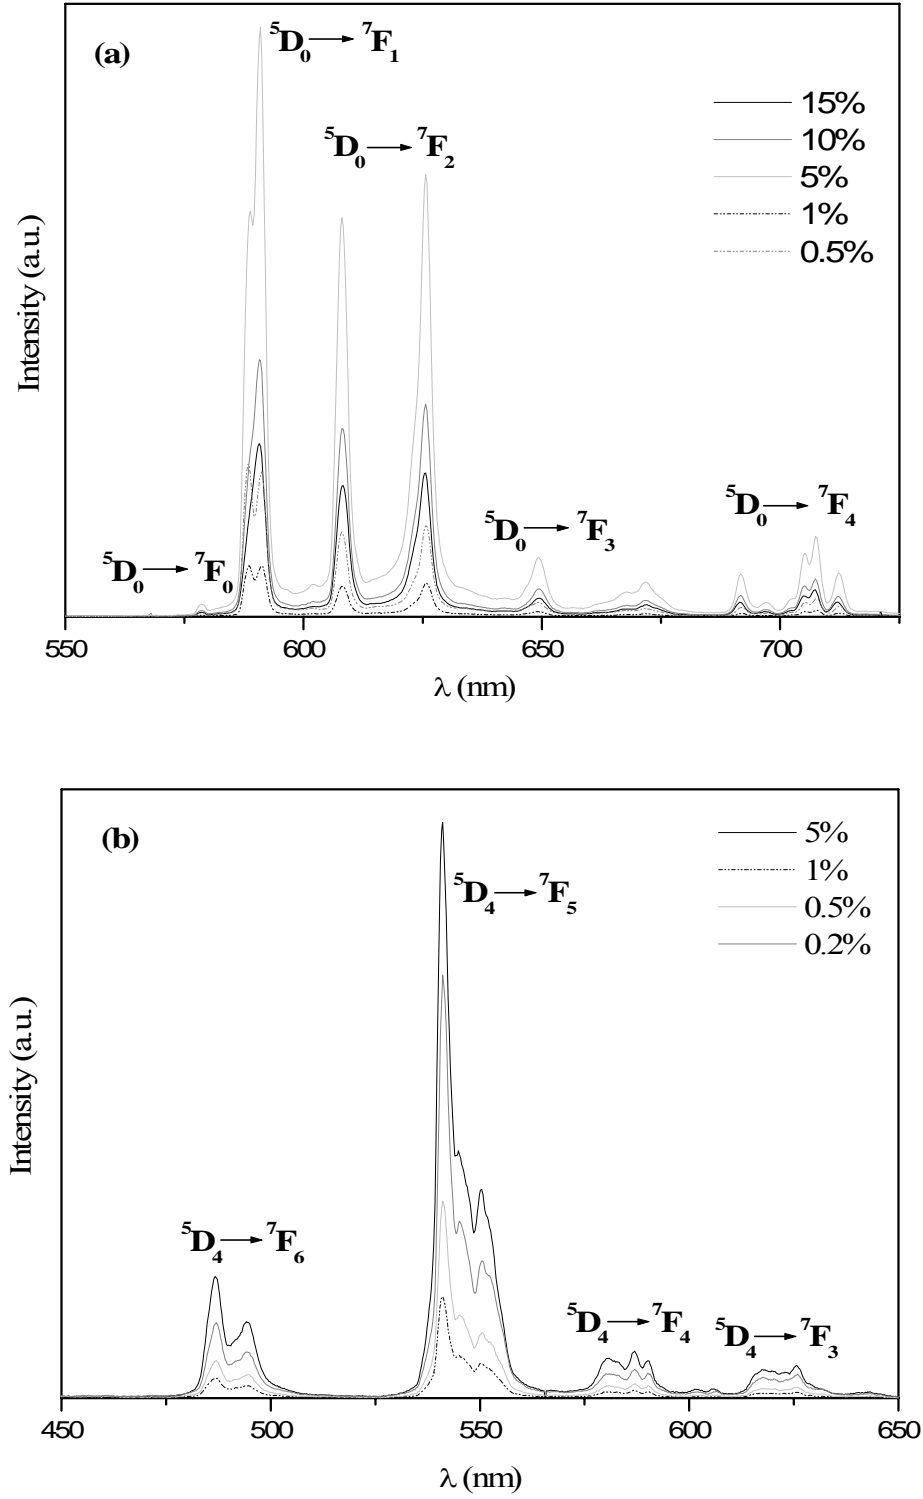 (a)
⁵D₀ → ⁷F₁
⁵D₀ → ⁷F₂
15%
10%
5%
1%
0.5%
⁵D₀ → ⁷F₀
⁵D₀ → ⁷F₃
⁵D₀ → ⁷F₄
Intensity (a.u.)
550 600 650 700
λ (nm)
(b)
5%
1%
0.5%
0.2%
⁵D₄ → ⁷F₅
⁵D₄ → ⁷F₆
⁵D₄ → ⁷F₄
⁵D₄ → ⁷F₃
Intensity (a.u.)
450 500 550 600 650
λ (nm)